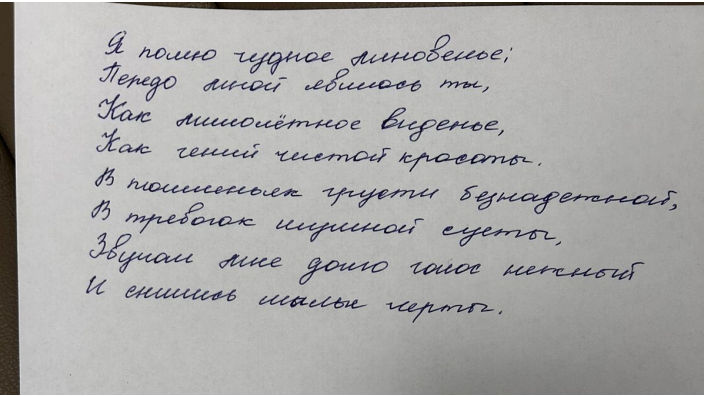 Я помню чудное мгновенье:
Передо мной явилась ты,
Как мимолётное виденье,
Как гений чистой красоты.
В томленьях грусти безнадежной,
В тревогах шумной суеты,
Звучал мне долго голос нежный
И снились милые черты.